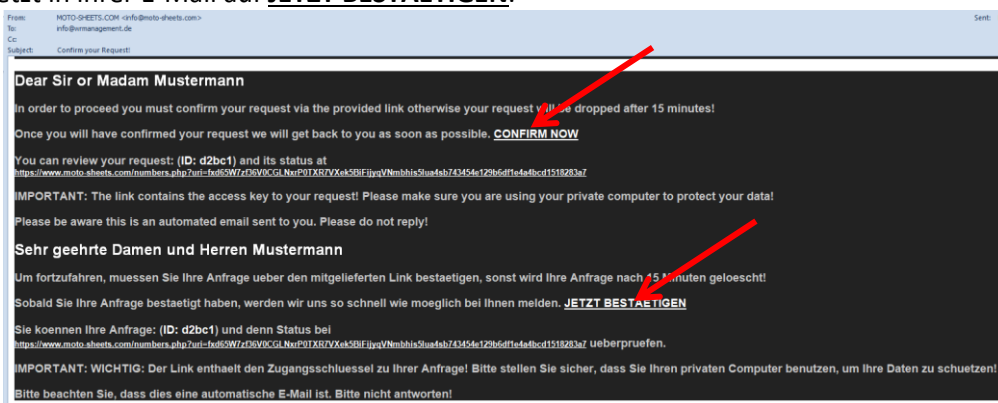 etzt in Ihrer E-Mail auf JETZT BESTAETIGEN.
From: MOTO-SHEETS.COM <info@moto-sheets.com> Sent:
To: info@wrmanagement.de
Cc:
Subject: Confirm your Request!
Dear Sir or Madam Mustermann
In order to proceed you must confirm your request via the provided link otherwise your request will be dropped after 15 minutes!
Once you will have confirmed your request we will get back to you as soon as possible. CONFIRM NOW
You can review your request: (ID: d2bc1) and its status at
https://www.moto-sheets.com/numbers.php?uri=fxd65W7zf36V0CGLNxrP0TXR7VXek5BiFijyqVNmbhis5lua4sb743454e129b6df1e4a4bcd1518283a7
IMPORTANT: The link contains the access key to your request! Please make sure you are using your private computer to protect your data!
Please be aware this is an automated email sent to you. Please do not reply!
Sehr geehrte Damen und Herren Mustermann
Um fortzufahren, muessen Sie Ihre Anfrage ueber den mitgelieferten Link bestaetigen, sonst wird Ihre Anfrage nach 15 Minuten geloescht!
Sobald Sie Ihre Anfrage bestaetigt haben, werden wir uns so schnell wie moeglich bei Ihnen melden. JETZT BESTAETIGEN
Sie koennen Ihre Anfrage: (ID: d2bc1) und denn Status bei
https://www.moto-sheets.com/numbers.php?uri=fxd65W7zf36V0CGLNxrP0TXR7VXek5BiFijyqVNmbhis5lua4sb743454e129b6df1e4a4bcd1518283a7 ueberpruefen.
IMPORTANT: WICHTIG: Der Link enthaelt den Zugangsschluessel zu Ihrer Anfrage! Bitte stellen Sie sicher, dass Sie Ihren privaten Computer benutzen, um Ihre Daten zu schuetzen!
Bitte beachten Sie, dass dies eine automatische E-Mail ist. Bitte nicht antworten!